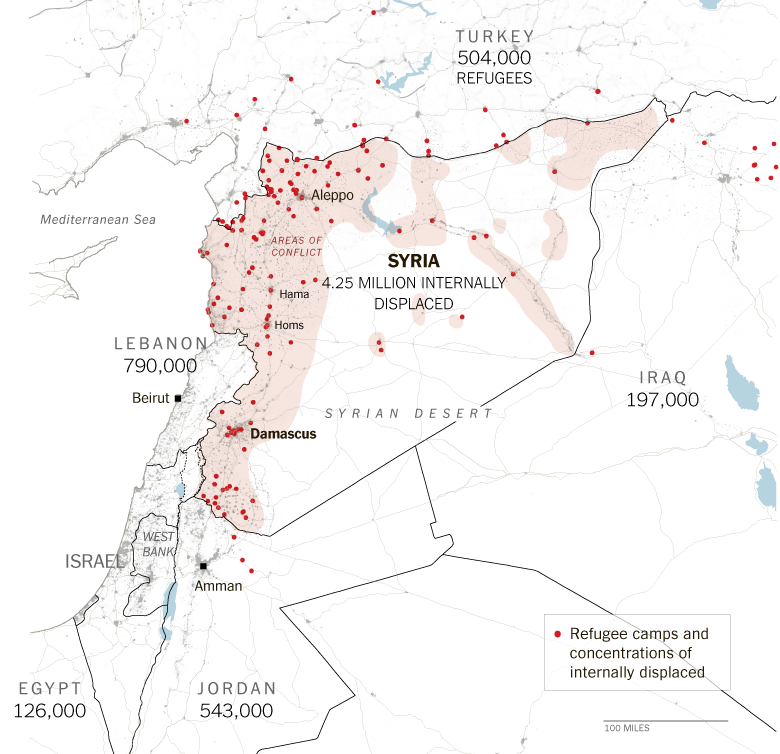 TURKEY
504,000
REFUGEES
Aleppo
Mediterranean Sea
AREAS OF
CONFLICT
SYRIA
4.25 MILLION INTERNALLY
DISPLACED
Hama
Homs
LEBANON
790,000
IRAQ
197,000
Beirut
SYRIAN DESERT
Damascus
WEST
BANK
ISRAEL
Amman
Refugee camps and
concentrations of
internally displaced
EGYPT
126,000
JORDAN
543,000
100 MILES